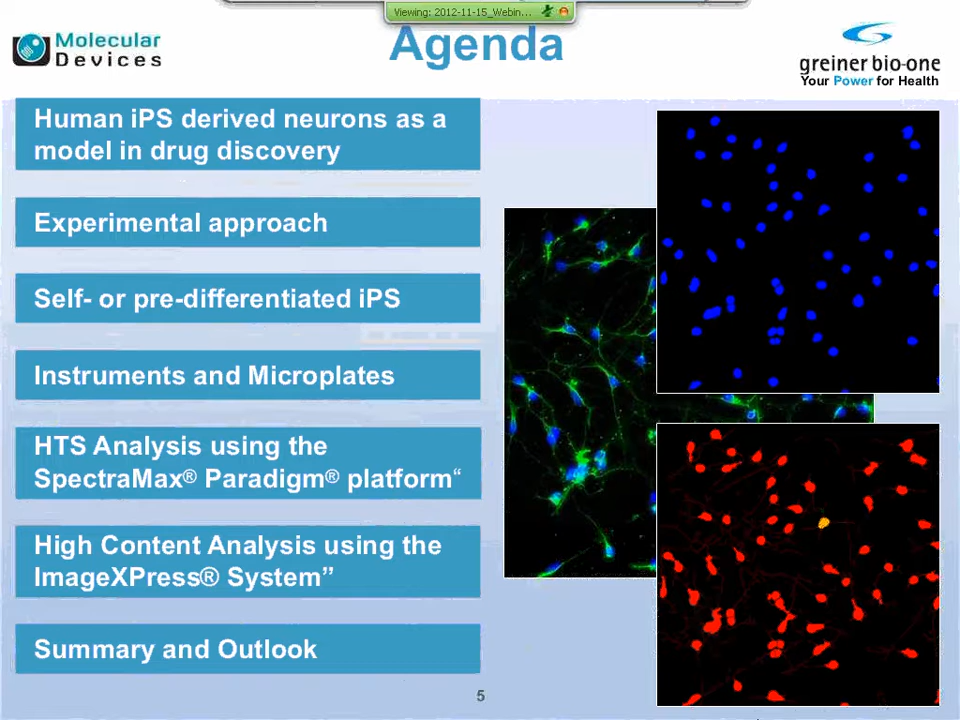 Viewing: 2012-11-15_Webin...
Molecular
Devices
Agenda
greiner bio-one
Your Power for Health
Human iPS derived neurons as a
model in drug discovery
Experimental approach
Self- or pre-differentiated iPS
Instruments and Microplates
HTS Analysis using the
SpectraMax® Paradigm® platform“
High Content Analysis using the
ImageXPress® System”
Summary and Outlook
5